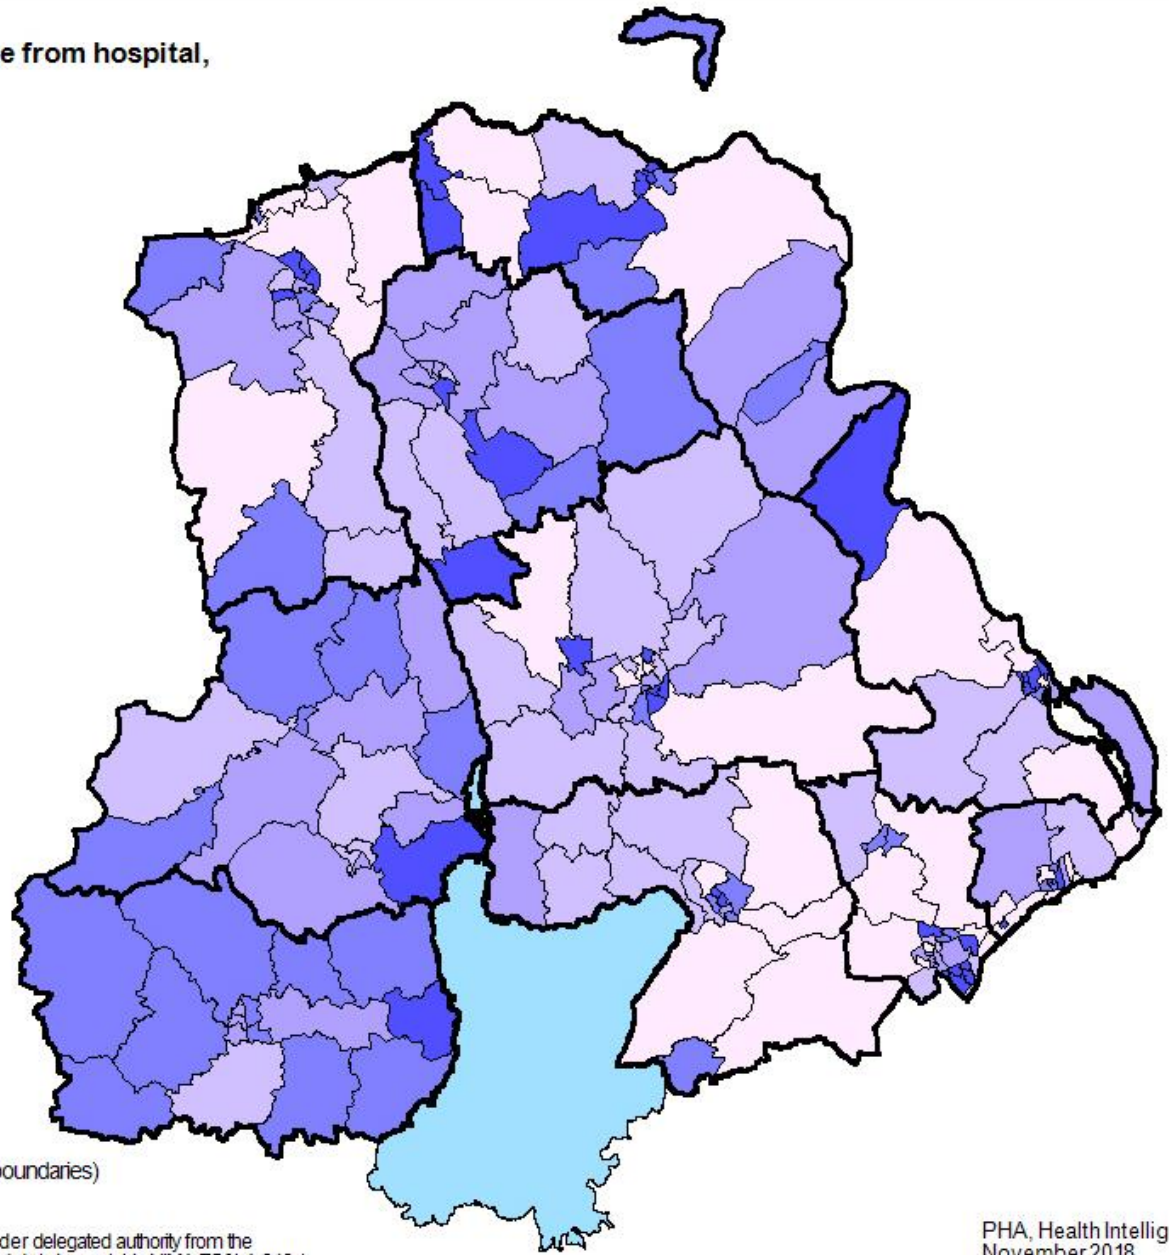 e from hospital,
oundaries)
der delegated authority from the
PHA, Health Intellig
November 2018